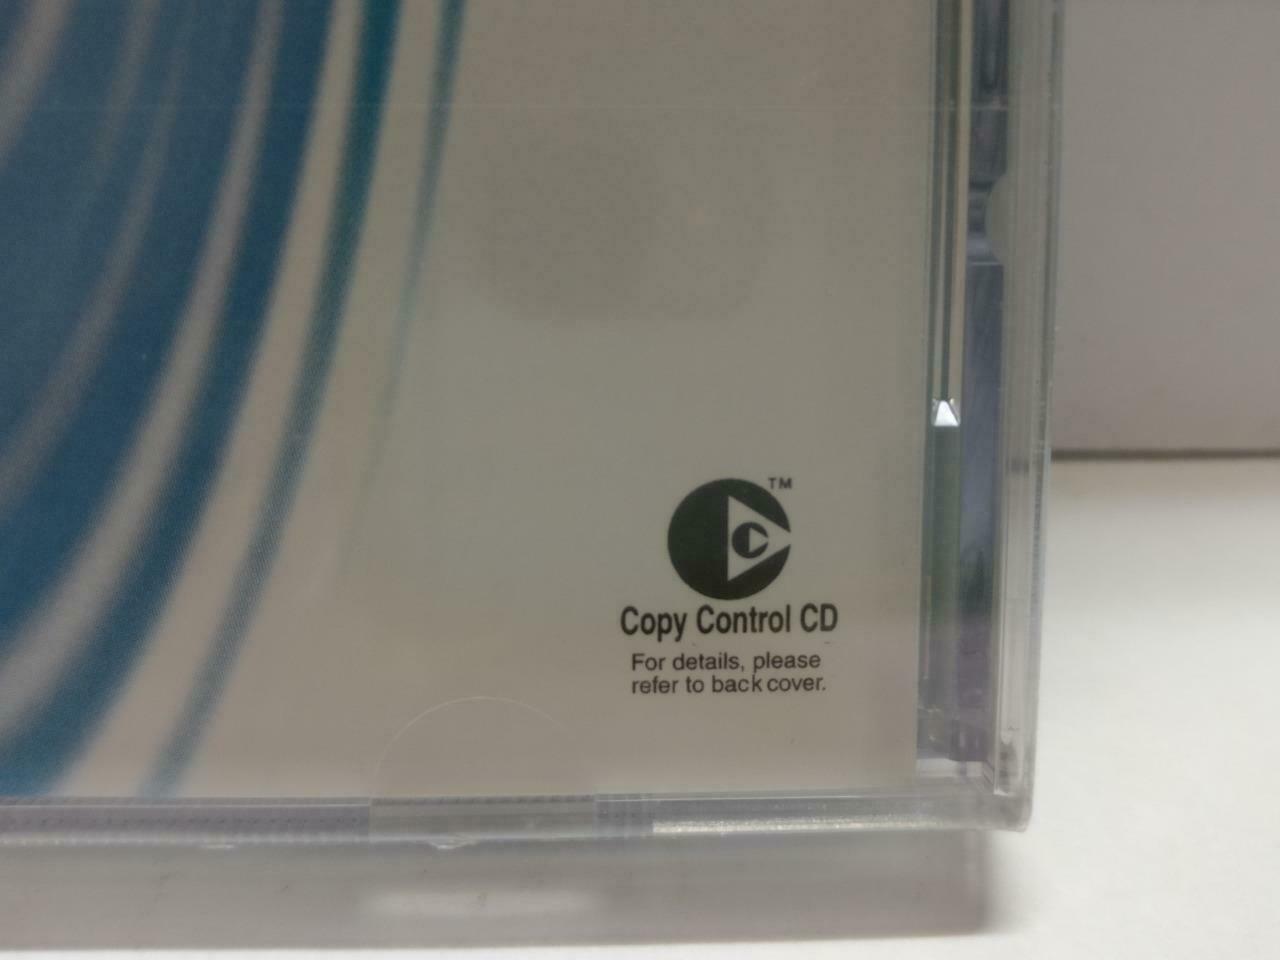 TM
Copy Control CD
For details, please
refer to back cover.